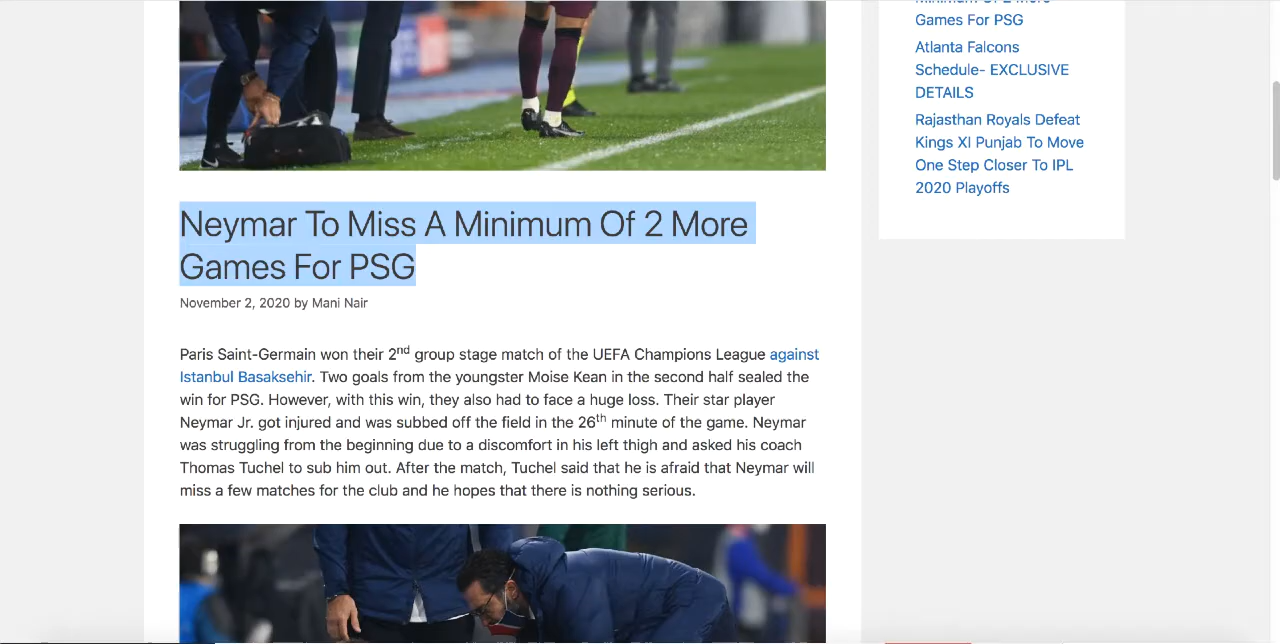 Games For PSG
Atlanta Falcons
Schedule- EXCLUSIVE
DETAILS
Rajasthan Royals Defeat
Kings XI Punjab To Move
One Step Closer To IPL
2020 Playoffs
Neymar To Miss A Minimum Of 2 More
Games For PSG
November 2, 2020 by Mani Nair
Paris Saint-Germain won their 2nd group stage match of the UEFA Champions League against
Istanbul Basaksehir. Two goals from the youngster Moise Kean in the second half sealed the
win for PSG. However, with this win, they also had to face a huge loss. Their star player
Neymar Jr. got injured and was subbed off the field in the 26th minute of the game. Neymar
was struggling from the beginning due to a discomfort in his left thigh and asked his coach
Thomas Tuchel to sub him out. After the match, Tuchel said that he is afraid that Neymar will
miss a few matches for the club and he hopes that there is nothing serious.